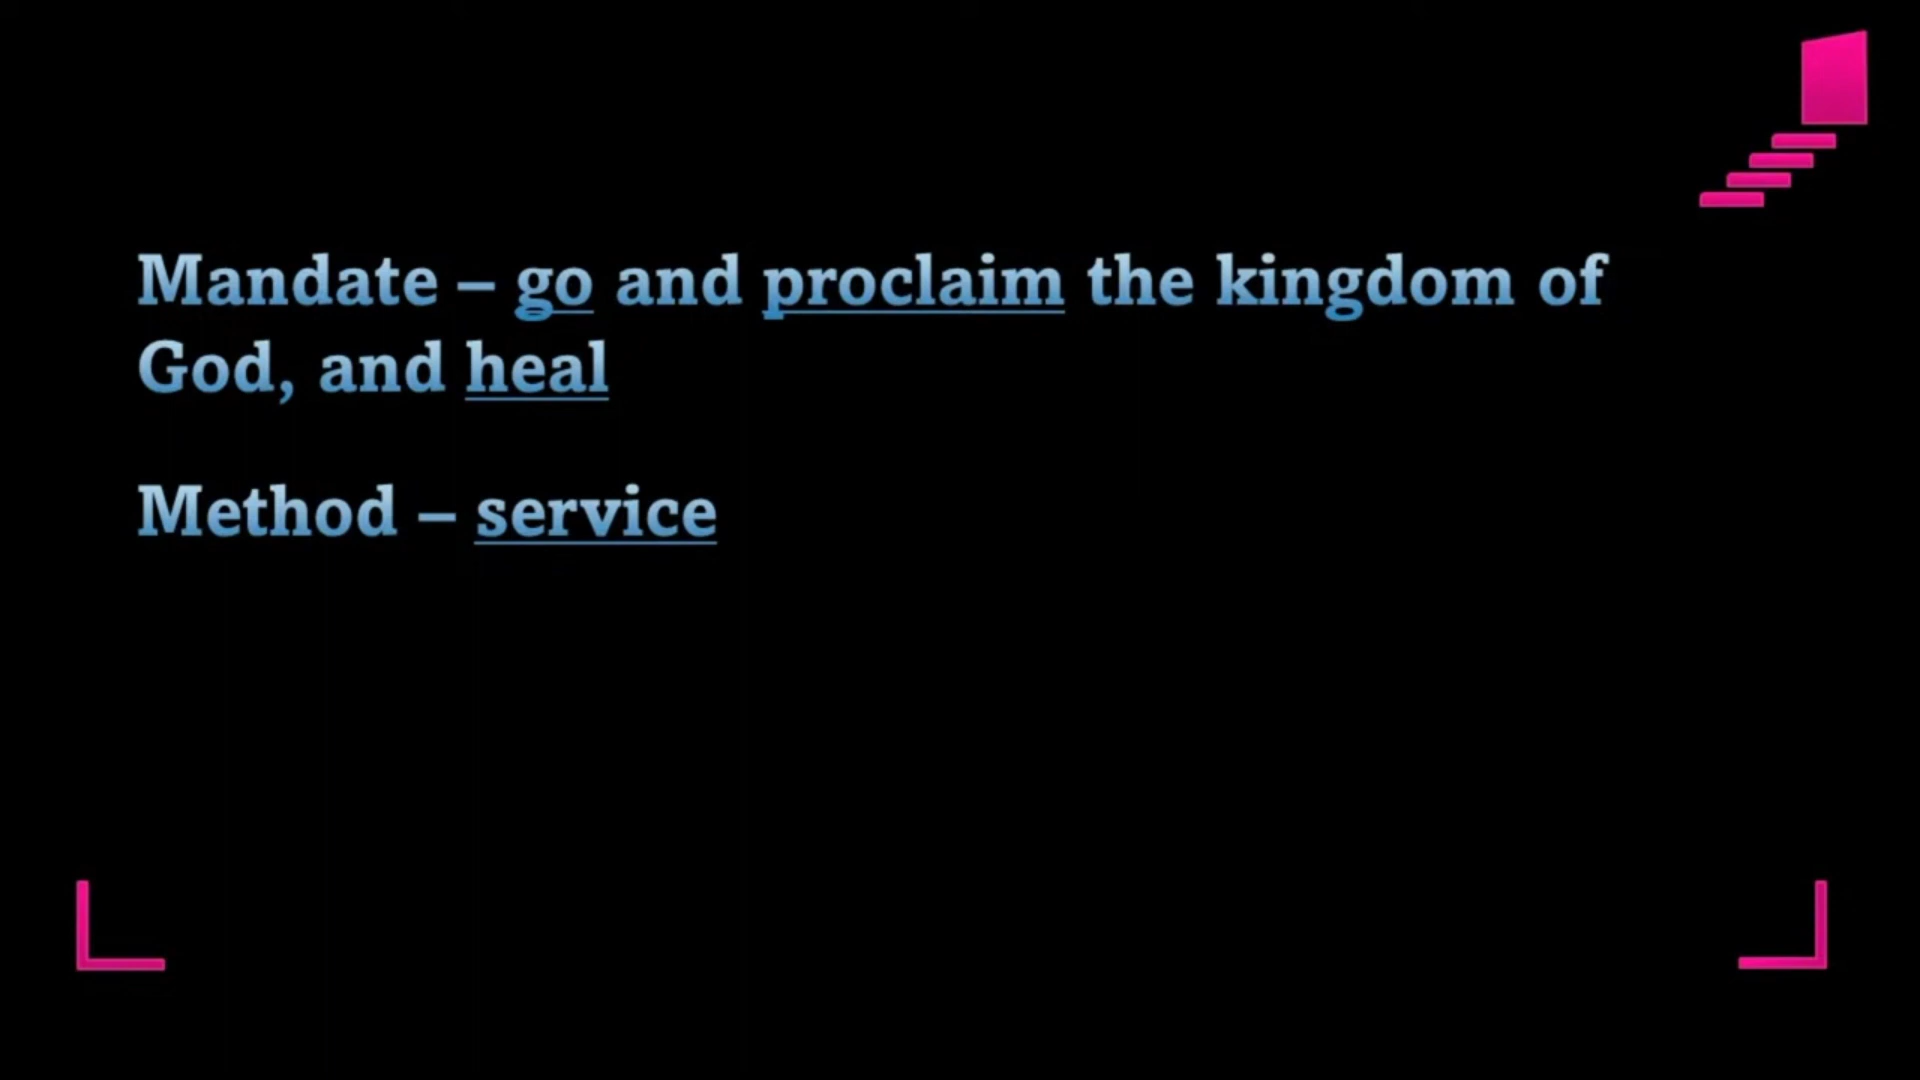 Mandate – go and proclaim the kingdom of
God, and heal
Method – service